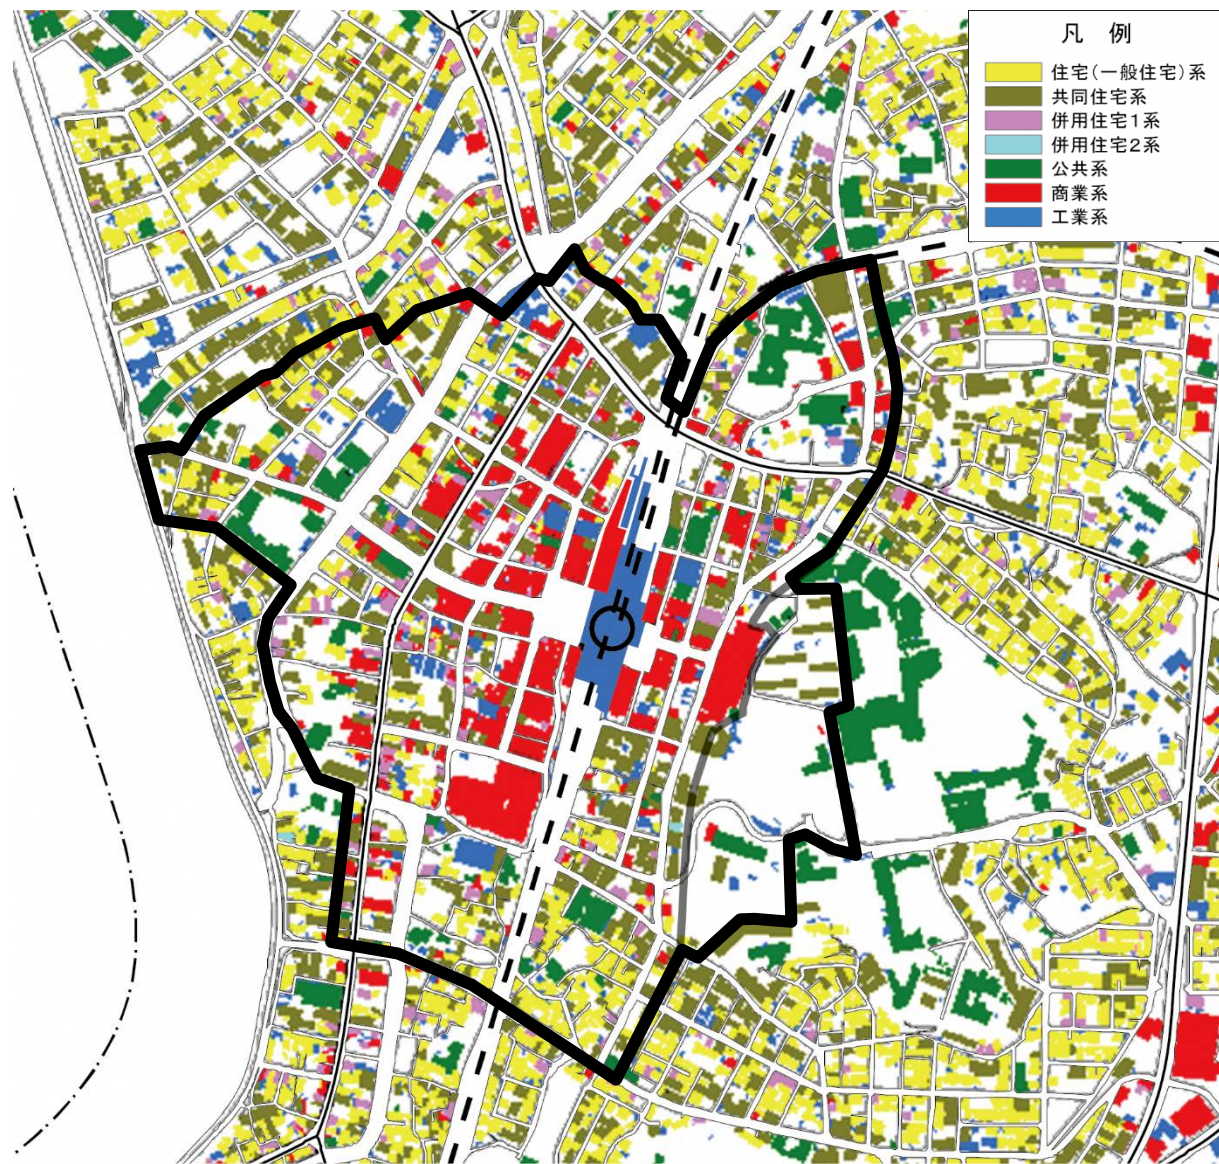 凡 例
住宅(一般住宅)系
共同住宅系
併用住宅1系
併用住宅2系
公共系
商業系
工業系